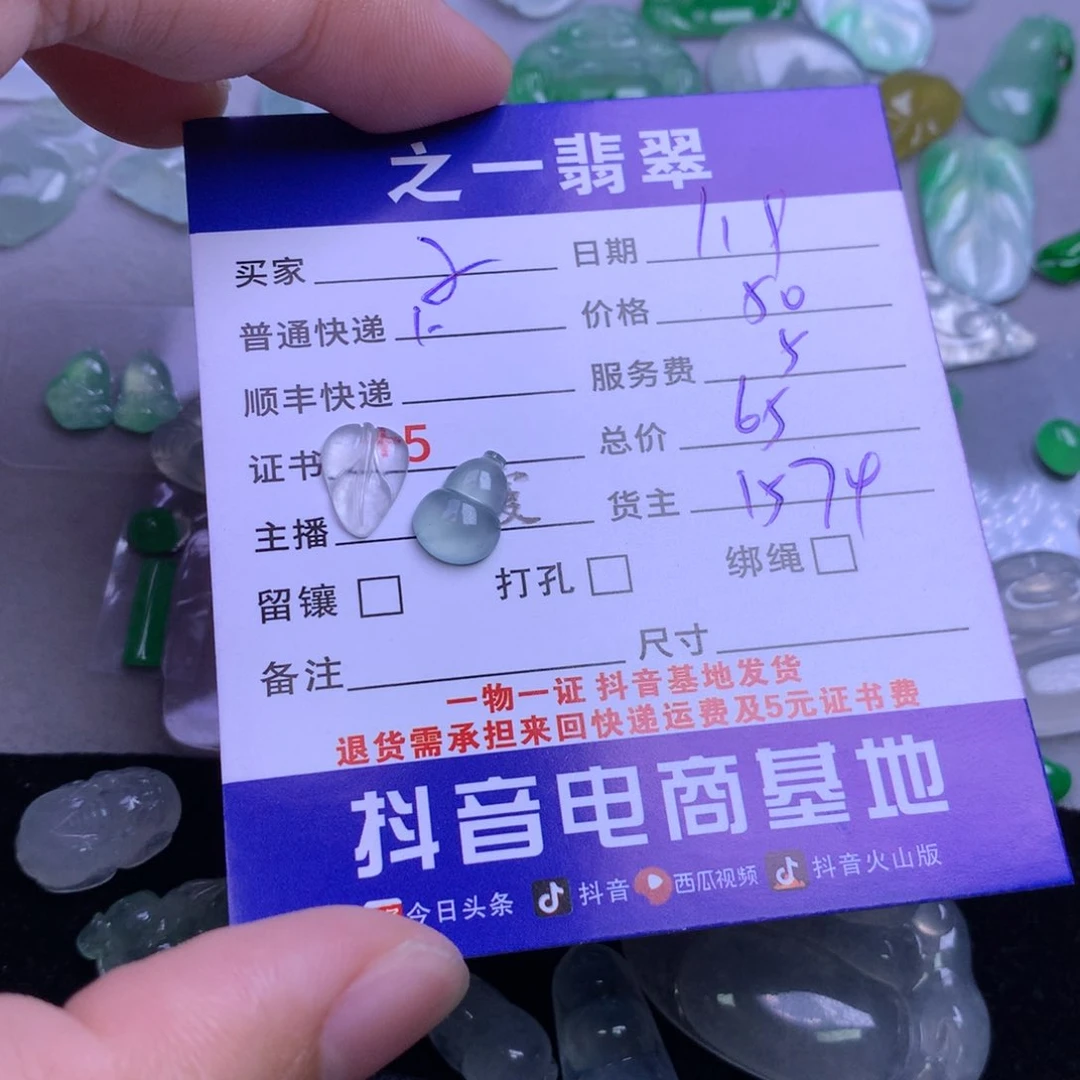 之一翡翠
买家 2 日期
普通快递 价格 50
顺丰快递 服务费 5
证书 +5 总价 65
主播 货主 1574
留镶 □ 打孔 □ 绑绳 □
备注 尺寸
一物一证 抖音基地发货
退货需承担来回快递运费及5元证书费
抖音电商基地
今日头条 抖音 西瓜视频 抖音火山版